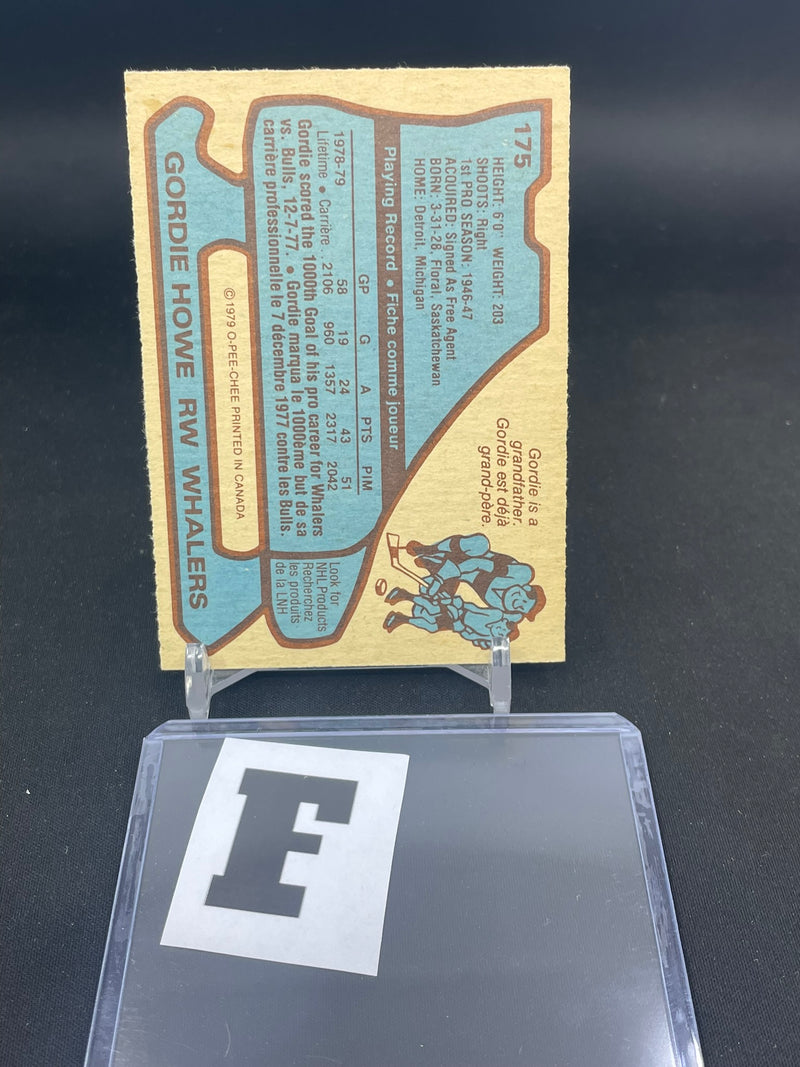 175
HEIGHT: 6'0" WEIGHT: 203
SHOOTS: Right
1st PRO SEASON: 1946-47
ACQUIRED: Signed As Free Agent
BORN: 3-31-28, Floral, Saskatchewan
HOME: Detroit, Michigan
Gordie is a
grandfather.
Gordie est déjà
grand-père.
Playing Record • Fiche comme joueur
GP G A PTS PIM
1978-79 58 19 24 43 51
Lifetime • Carrière . 2106 960 1357 2317 2042
Gordie scored the 1000th Goal of his pro career for Whalers
vs. Bulls, 12-7-77. • Gordie marqua le 1000ème but de sa
carrière professionnelle le 7 décembre 1977 contre les Bulls.
Look for
NHL Products
Recherchez
les produits
de la LNH
© 1979 O-PEE-CHEE PRINTED IN CANADA
GORDIE HOWE RW WHALERS
F